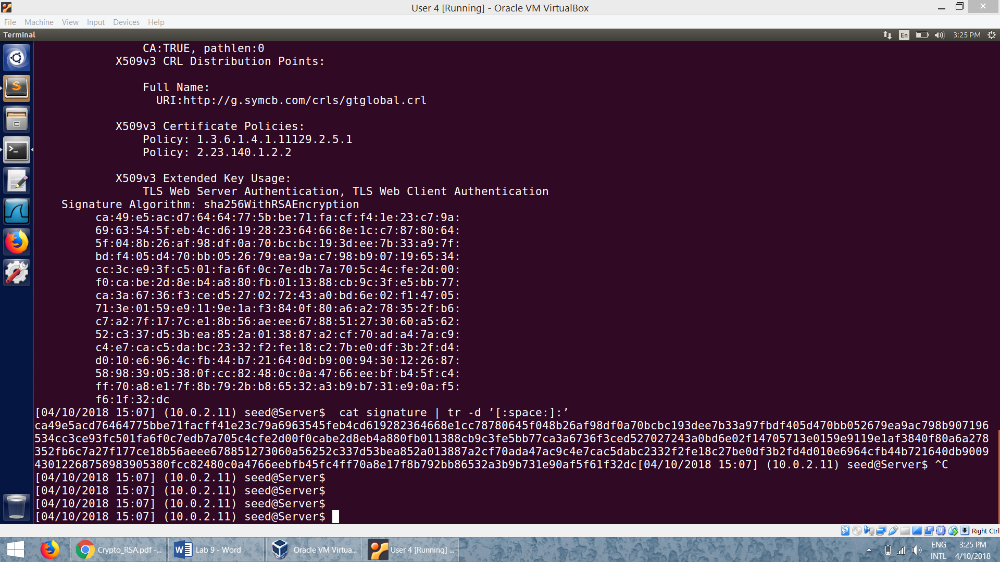 User 4 [Running] - Oracle VM VirtualBox
File Machine View Input Devices Help
Terminal
En
3:25 PM
CA:TRUE, pathlen:0
X509v3 CRL Distribution Points:
Full Name:
URI:http://g.symcb.com/crls/gtglobal.crl
X509v3 Certificate Policies:
Policy: 1.3.6.1.4.1.11129.2.5.1
Policy: 2.23.140.1.2.2
X509v3 Extended Key Usage:
TLS Web Server Authentication, TLS Web Client Authentication
Signature Algorithm: sha256WithRSAEncryption
ca:49:e5:ac:d7:64:64:77:5b:be:71:fa:cf:f4:1e:23:c7:9a:
69:63:54:5f:eb:4c:d6:19:28:23:64:66:8e:1c:c7:87:80:64:
5f:04:8b:26:af:98:df:0a:70:bc:bc:19:3d:ee:7b:33:a9:7f:
bd:f4:05:d4:70:bb:05:26:79:ea:9a:c7:98:b9:07:19:65:34:
cc:3c:e9:3f:c5:01:fa:6f:0c:7e:db:7a:70:5c:4c:fe:2d:00:
f0:ca:be:2d:8e:b4:a8:80:fb:01:13:88:cb:9c:3f:e5:bb:77:
ca:3a:67:36:f3:ce:d5:27:02:72:43:a0:bd:6e:02:f1:47:05:
71:3e:01:59:e9:11:9e:1a:f3:84:0f:80:a6:a2:78:35:2f:b6:
c7:a2:7f:17:7c:e1:8b:56:ae:ee:67:88:51:27:30:60:a5:62:
52:c3:37:d5:3b:ea:85:2a:01:38:87:a2:cf:70:ad:a4:7a:c9:
c4:e7:ca:c5:da:bc:23:32:f2:fe:18:c2:7b:e0:df:3b:2f:d4:
d0:10:e6:96:4c:fb:44:b7:21:64:0d:b9:00:94:30:12:26:87:
58:98:39:05:38:0f:cc:82:48:0c:0a:47:66:ee:bf:b4:5f:c4:
ff:70:a8:e1:7f:8b:79:2b:b8:65:32:a3:b9:b7:31:e9:0a:f5:
f6:1f:32:dc
[04/10/2018 15:07] (10.0.2.11) seed@Server$  cat signature | tr -d ’[:space:]:’
ca49e5acd76464775bbe71facff41e23c79a6963545feb4cd619282364668e1cc78780645f048b26af98df0a70bcbc193dee7b33a97fbdf405d470bb052679ea9ac798b907196
534cc3ce93fc501fa6f0c7edb7a705c4cfe2d00f0cabe2d8eb4a880fb011388cb9c3fe5bb77ca3a6736f3ced527027243a0bd6e02f14705713e0159e9119e1af3840f80a6a278
352fb6c7a27f177ce18b56aeee678851273060a56252c337d53bea852a013887a2cf70ada47ac9c4e7cac5dabc2332f2fe18c27be0df3b2fd4d010e6964cfb44b721640db9009
43012268758983905380fcc82480c0a4766eebfb45fc4ff70a8e17f8b792bb86532a3b9b731e90af5f61f32dc[04/10/2018 15:07] (10.0.2.11) seed@Server$ ^C
[04/10/2018 15:07] (10.0.2.11) seed@Server$
[04/10/2018 15:07] (10.0.2.11) seed@Server$
[04/10/2018 15:07] (10.0.2.11) seed@Server$
[04/10/2018 15:07] (10.0.2.11) seed@Server$
Right Ctrl
Crypto_RSA.pdf -...
Lab 9 - Word
Oracle VM Virtua...
User 4 [Running] ...
ENG
INTL
3:25 PM
4/10/2018